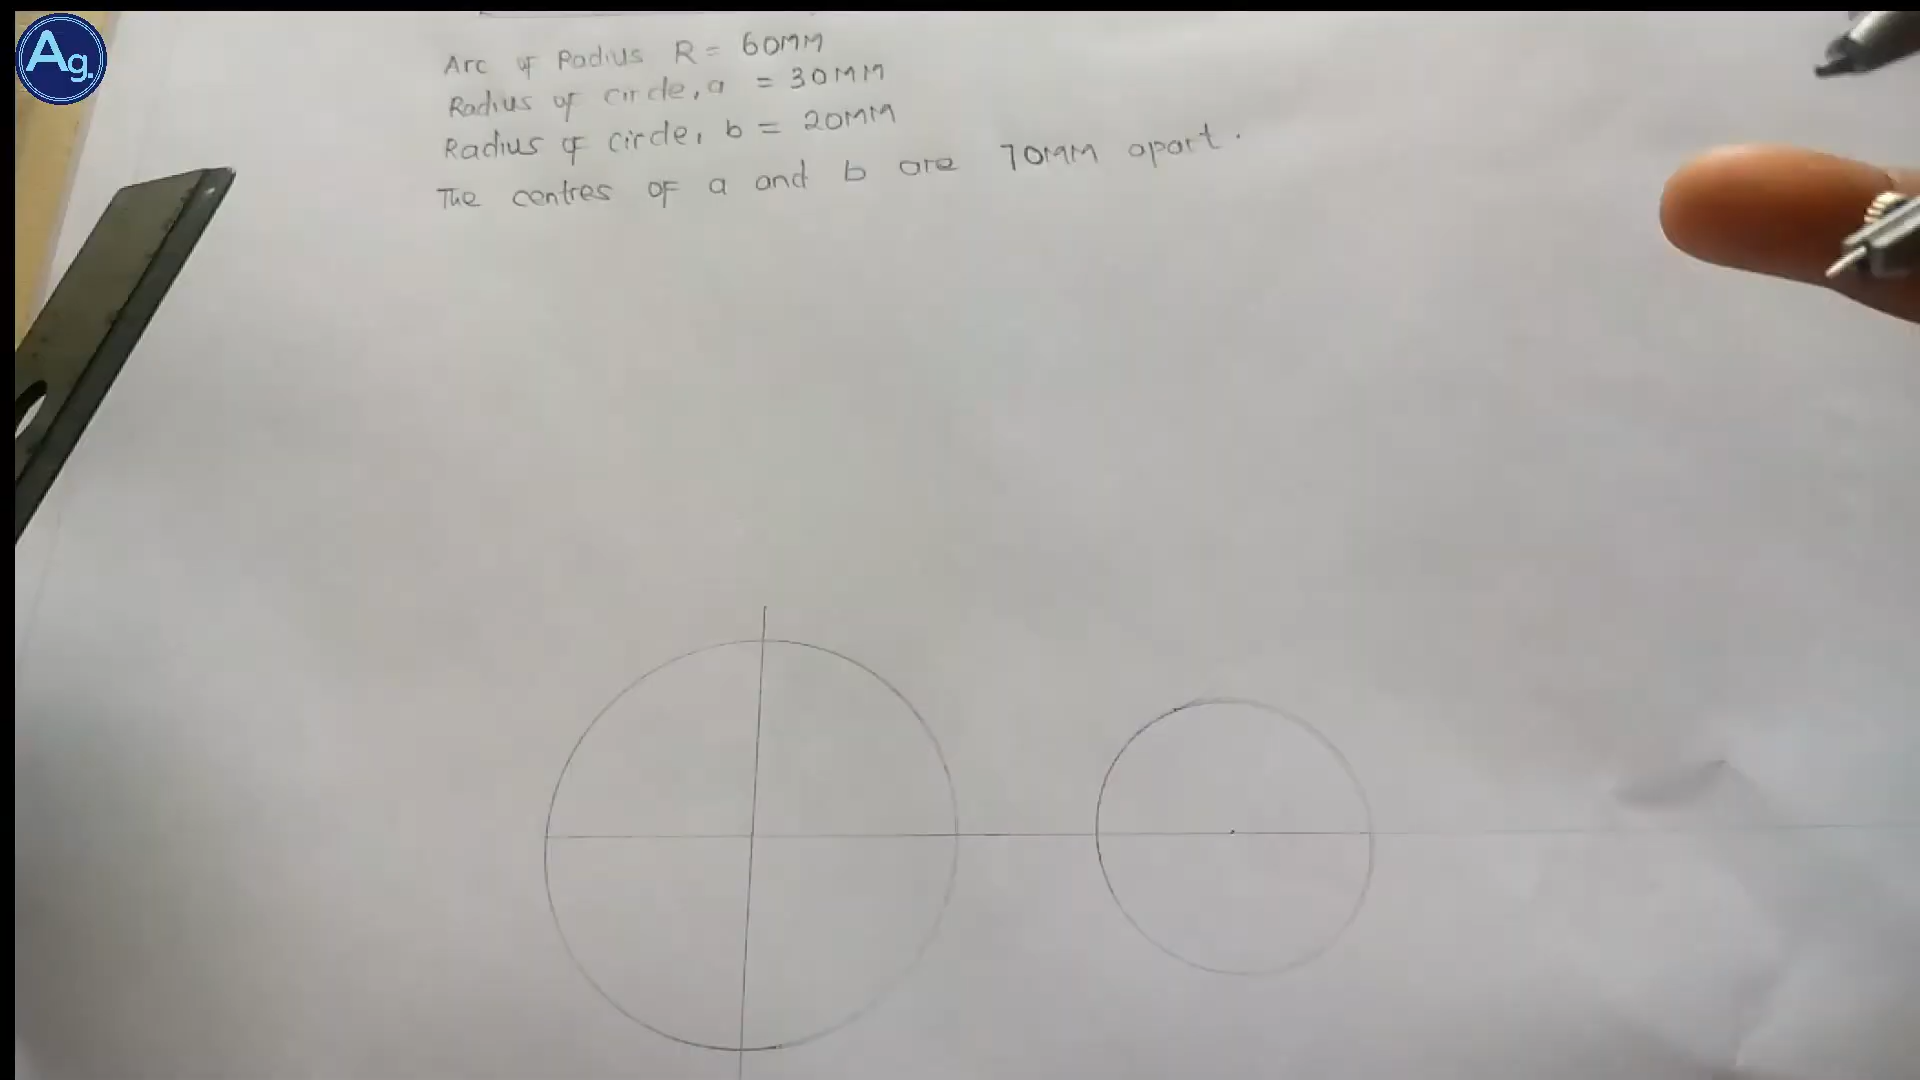 Ag.
Arc of Radius R = 60MM
Radius of circle, a = 30MM
Radius of circle, b = 20MM
The centres of a and b are 70MM apart.